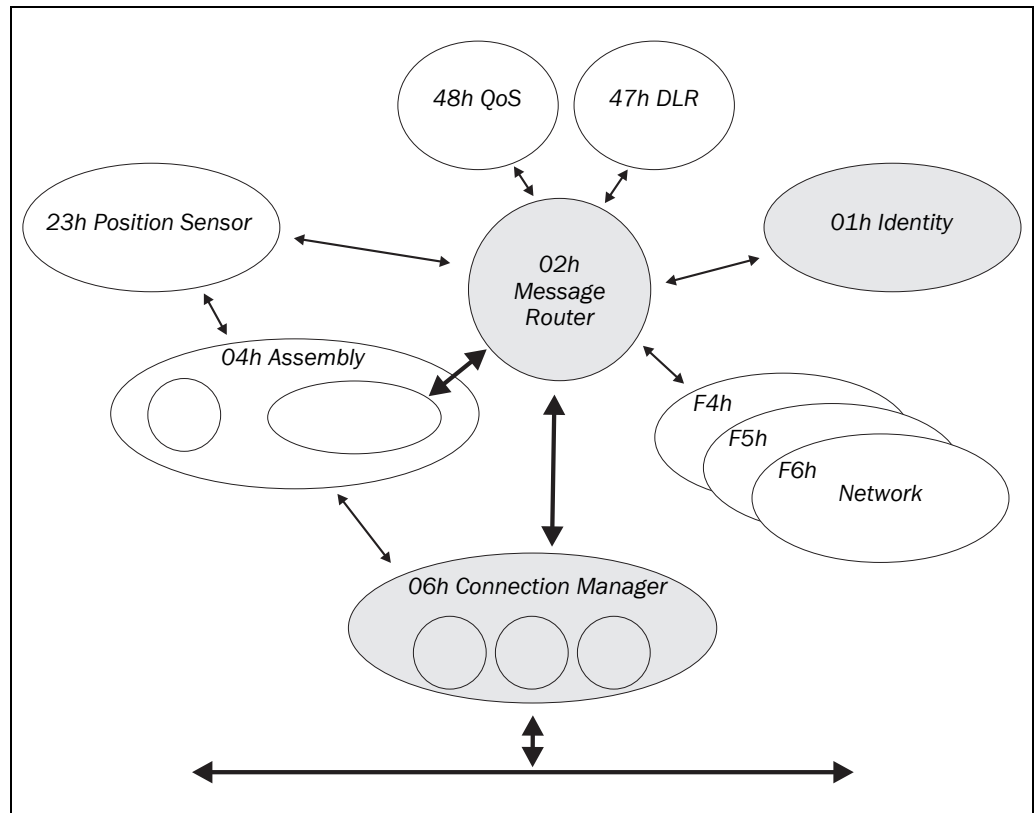 48h QoS
47h DLR
23h Position Sensor
01h Identity
02h
Message
Router
04h Assembly
F4h
F5h
F6h
Network
06h Connection Manager